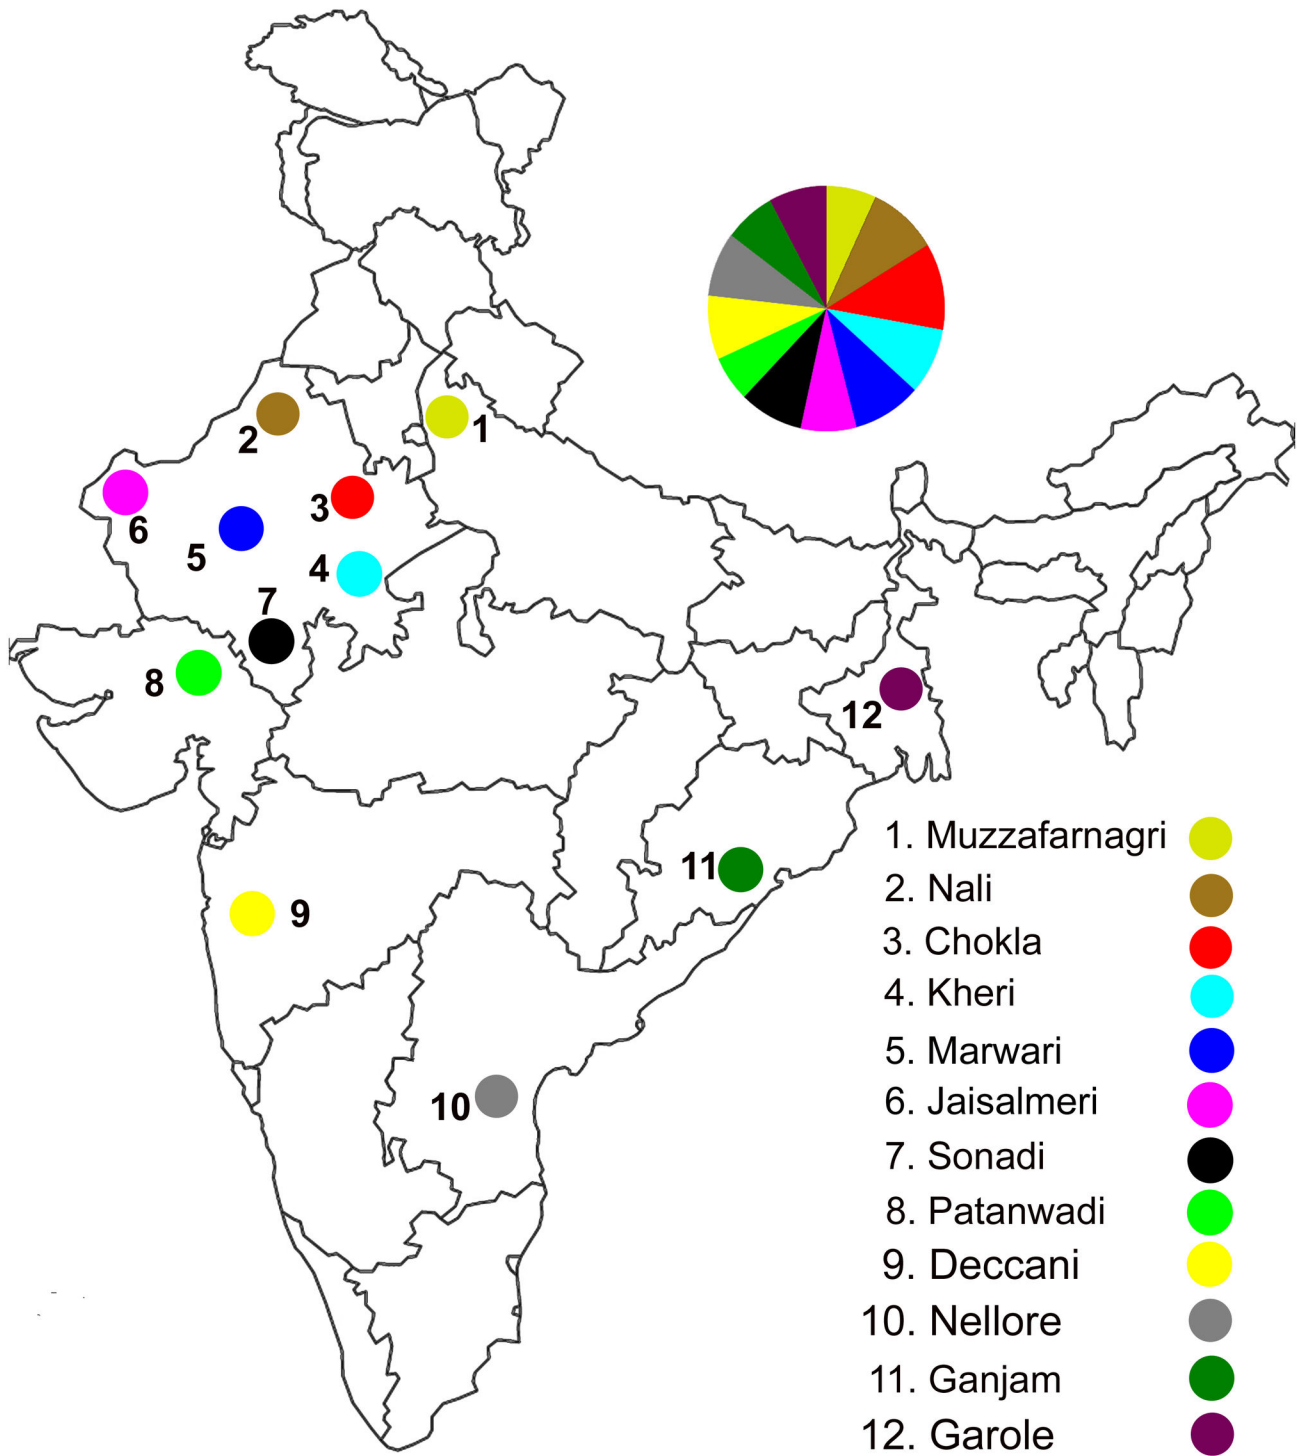 1
2
3
6
5
4
7
8
12
11
9
10
1. Muzzafarnagri
2. Nali
3. Chokla
4. Kheri
5. Marwari
6. Jaisalmeri
7. Sonadi
8. Patanwadi
9. Deccani
10. Nellore
11. Ganjam
12. Garole